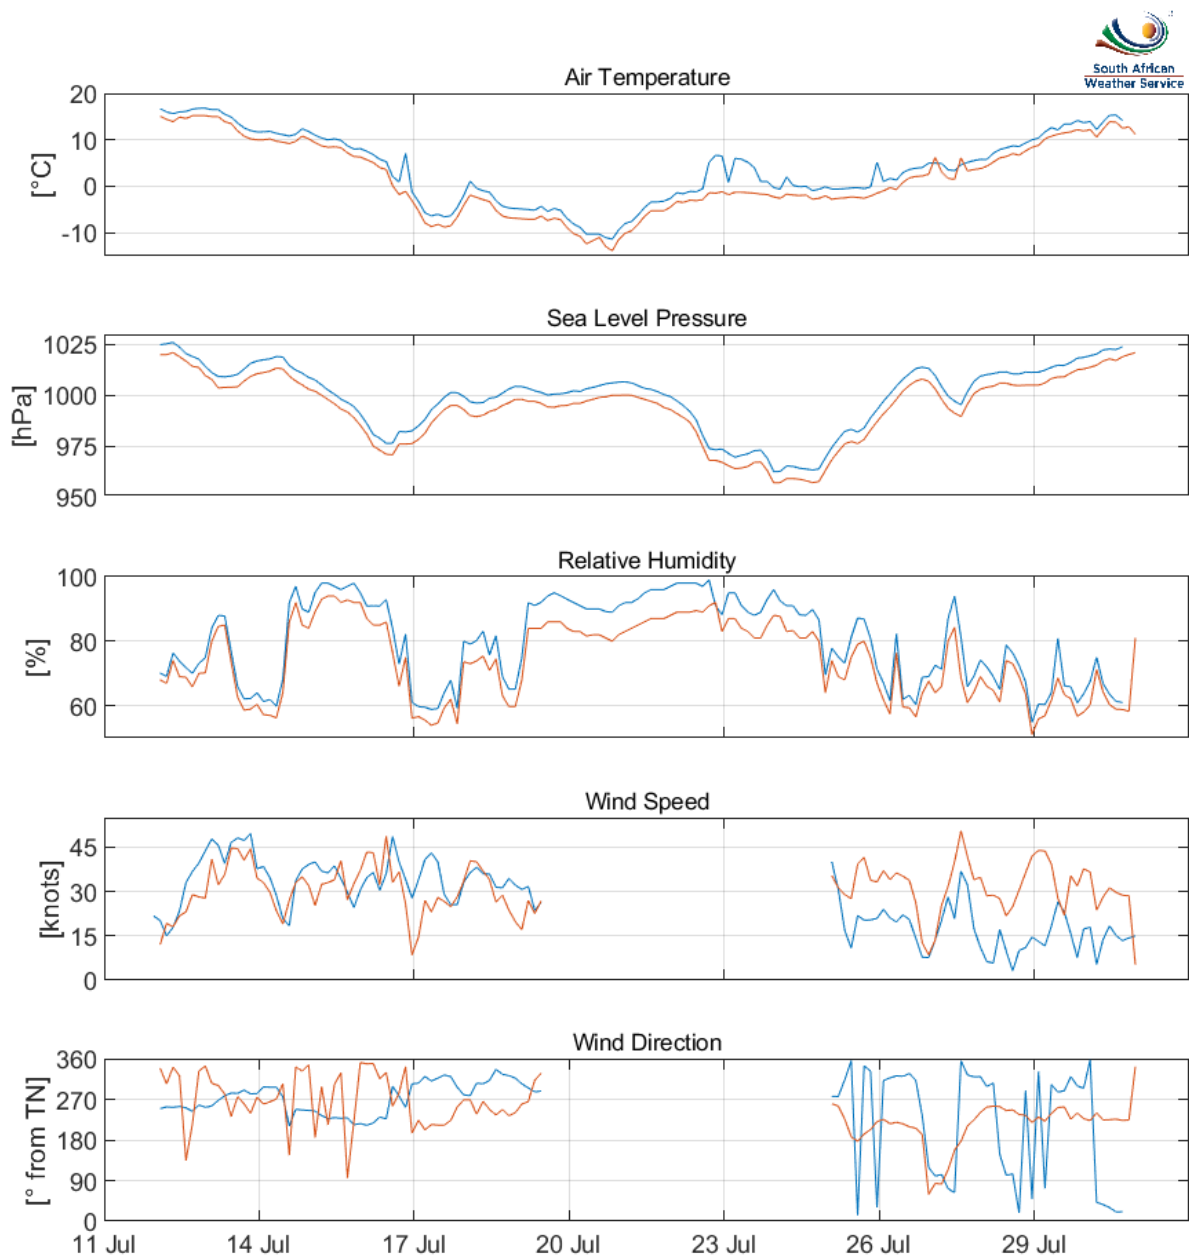 South African
Weather Service
Air Temperature
20
10
0
-10
[°C]
Sea Level Pressure
1025
1000
975
950
[hPa]
Relative Humidity
100
80
60
[%]
Wind Speed
45
30
15
0
[knots]
Wind Direction
360
270
180
90
0
[° from TN]
11 Jul 14 Jul 17 Jul 20 Jul 23 Jul 26 Jul 29 Jul